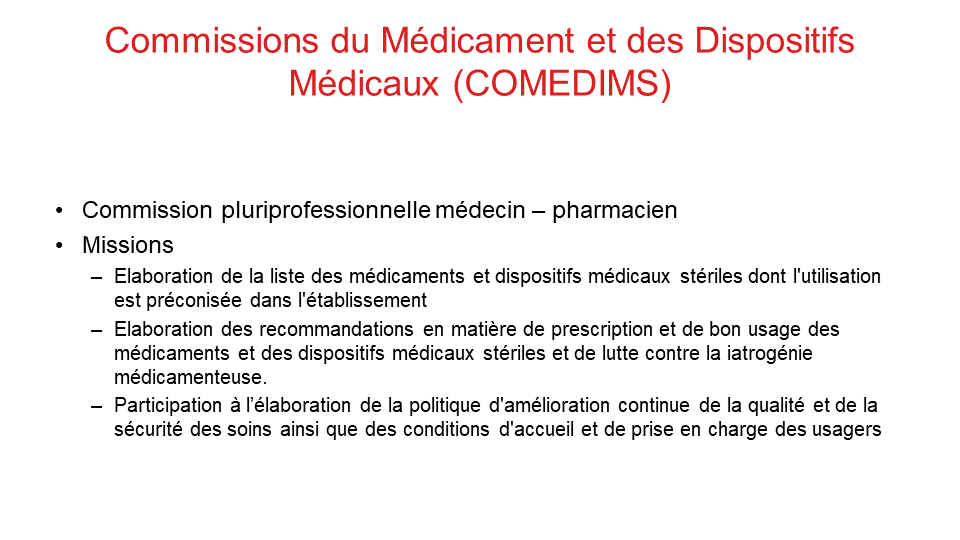 Commissions du Médicament et des Dispositifs
Médicaux (COMEDIMS)
• Commission pluriprofessionnelle médecin – pharmacien
• Missions
– Elaboration de la liste des médicaments et dispositifs médicaux stériles dont l'utilisation
est préconisée dans l'établissement
– Elaboration des recommandations en matière de prescription et de bon usage des
médicaments et des dispositifs médicaux stériles et de lutte contre la iatrogénie
médicamenteuse.
– Participation à l’élaboration de la politique d'amélioration continue de la qualité et de la
sécurité des soins ainsi que des conditions d'accueil et de prise en charge des usagers